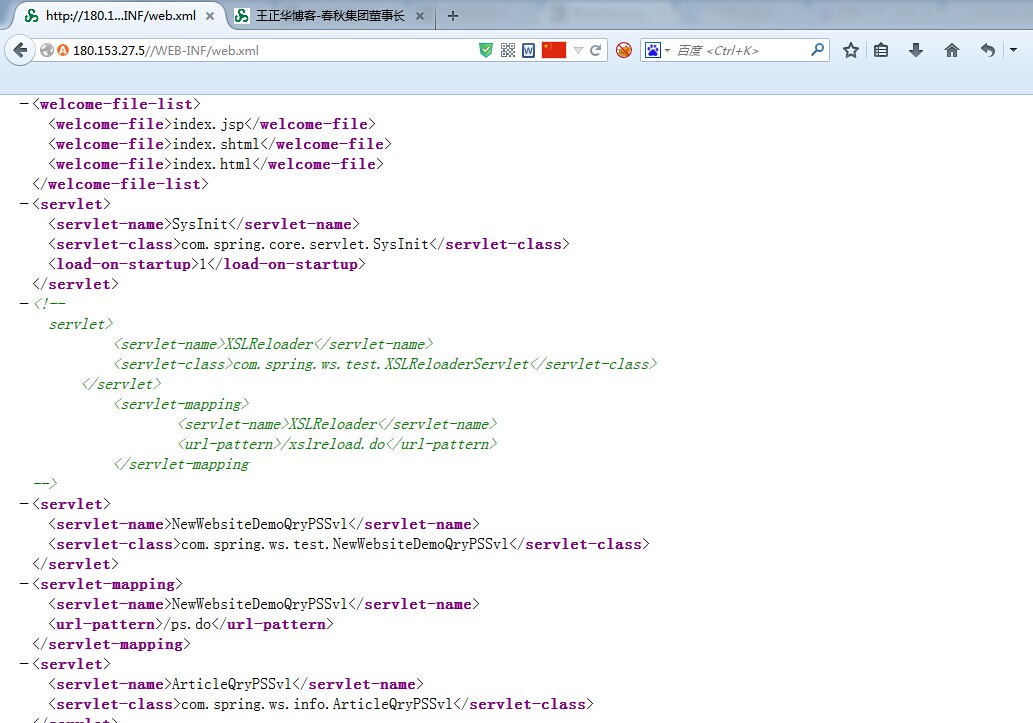 http://180.1...INF/web.xml
王正华博客-春秋集团董事长
180.153.27.5//WEB-INF/web.xml
百度 <Ctrl+K>
<welcome-file-list>
<welcome-file>index.jsp</welcome-file>
<welcome-file>index.shtml</welcome-file>
<welcome-file>index.html</welcome-file>
</welcome-file-list>
<servlet>
<servlet-name>SysInit</servlet-name>
<servlet-class>com.spring.core.servlet.SysInit</servlet-class>
<load-on-startup>1</load-on-startup>
</servlet>
<!--
servlet>
<servlet-name>XSLReloader</servlet-name>
<servlet-class>com.spring.ws.test.XSLReloaderServlet</servlet-class>
</servlet>
<servlet-mapping>
<servlet-name>XSLReloader</servlet-name>
<url-pattern>/xslreload.do</url-pattern>
</servlet-mapping
-->
<servlet>
<servlet-name>NewWebsiteDemoQryPSSvl</servlet-name>
<servlet-class>com.spring.ws.test.NewWebsiteDemoQryPSSvl</servlet-class>
</servlet>
<servlet-mapping>
<servlet-name>NewWebsiteDemoQryPSSvl</servlet-name>
<url-pattern>/ps.do</url-pattern>
</servlet-mapping>
<servlet>
<servlet-name>ArticleQryPSSvl</servlet-name>
<servlet-class>com.spring.ws.info.ArticleQryPSSvl</servlet-class>